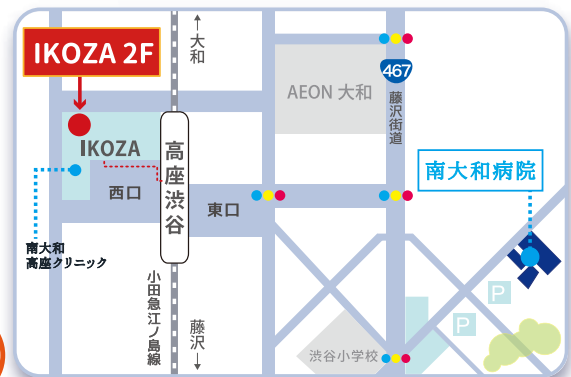 IKOZA 2F
↑
大和
467
AEON 大和
藤沢街道
IKOZA
高座渋谷
西口
東口
南大和病院
南大和
高座クリニック
小田急江ノ島線
藤沢
↓
P
P
渋谷小学校